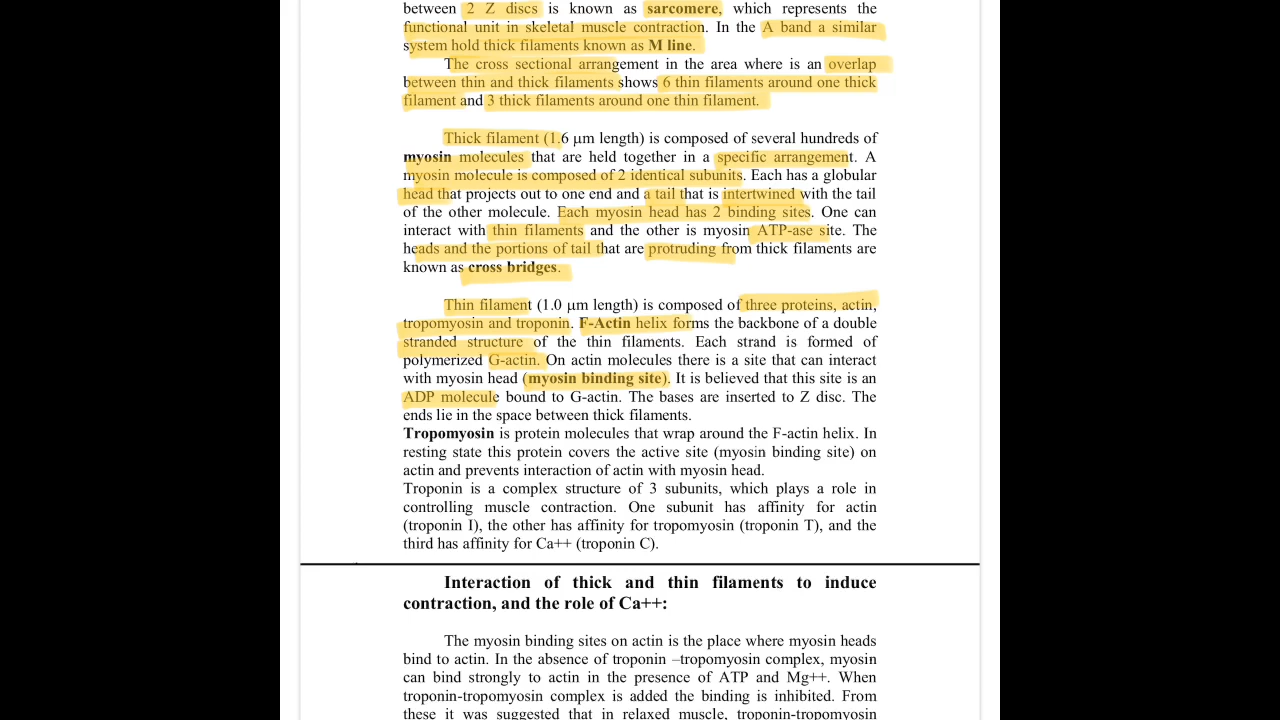 between 2 Z discs is known as sarcomere, which represents the
functional unit in skeletal muscle contraction. In the A band a similar
system hold thick filaments known as M line.
The cross sectional arrangement in the area where is an overlap
between thin and thick filaments shows 6 thin filaments around one thick
filament and 3 thick filaments around one thin filament.
Thick filament (1.6 μm length) is composed of several hundreds of
myosin molecules that are held together in a specific arrangement. A
myosin molecule is composed of 2 identical subunits. Each has a globular
head that projects out to one end and a tail that is intertwined with the tail
of the other molecule. Each myosin head has 2 binding sites. One can
interact with thin filaments and the other is myosin ATP-ase site. The
heads and the portions of tail that are protruding from thick filaments are
known as cross bridges.
Thin filament (1.0 μm length) is composed of three proteins, actin,
tropomyosin and troponin. F-Actin helix forms the backbone of a double
stranded structure of the thin filaments. Each strand is formed of
polymerized G-actin. On actin molecules there is a site that can interact
with myosin head (myosin binding site). It is believed that this site is an
ADP molecule bound to G-actin. The bases are inserted to Z disc. The
ends lie in the space between thick filaments.
Tropomyosin is protein molecules that wrap around the F-actin helix. In
resting state this protein covers the active site (myosin binding site) on
actin and prevents interaction of actin with myosin head.
Troponin is a complex structure of 3 subunits, which plays a role in
controlling muscle contraction. One subunit has affinity for actin
(troponin I), the other has affinity for tropomyosin (troponin T), and the
third has affinity for Ca++ (troponin C).
Interaction of thick and thin filaments to induce
contraction, and the role of Ca++:
The myosin binding sites on actin is the place where myosin heads
bind to actin. In the absence of troponin –tropomyosin complex, myosin
can bind strongly to actin in the presence of ATP and Mg++. When
troponin-tropomyosin complex is added the binding is inhibited. From
these it was suggested that in relaxed muscle, troponin-tropomyosin